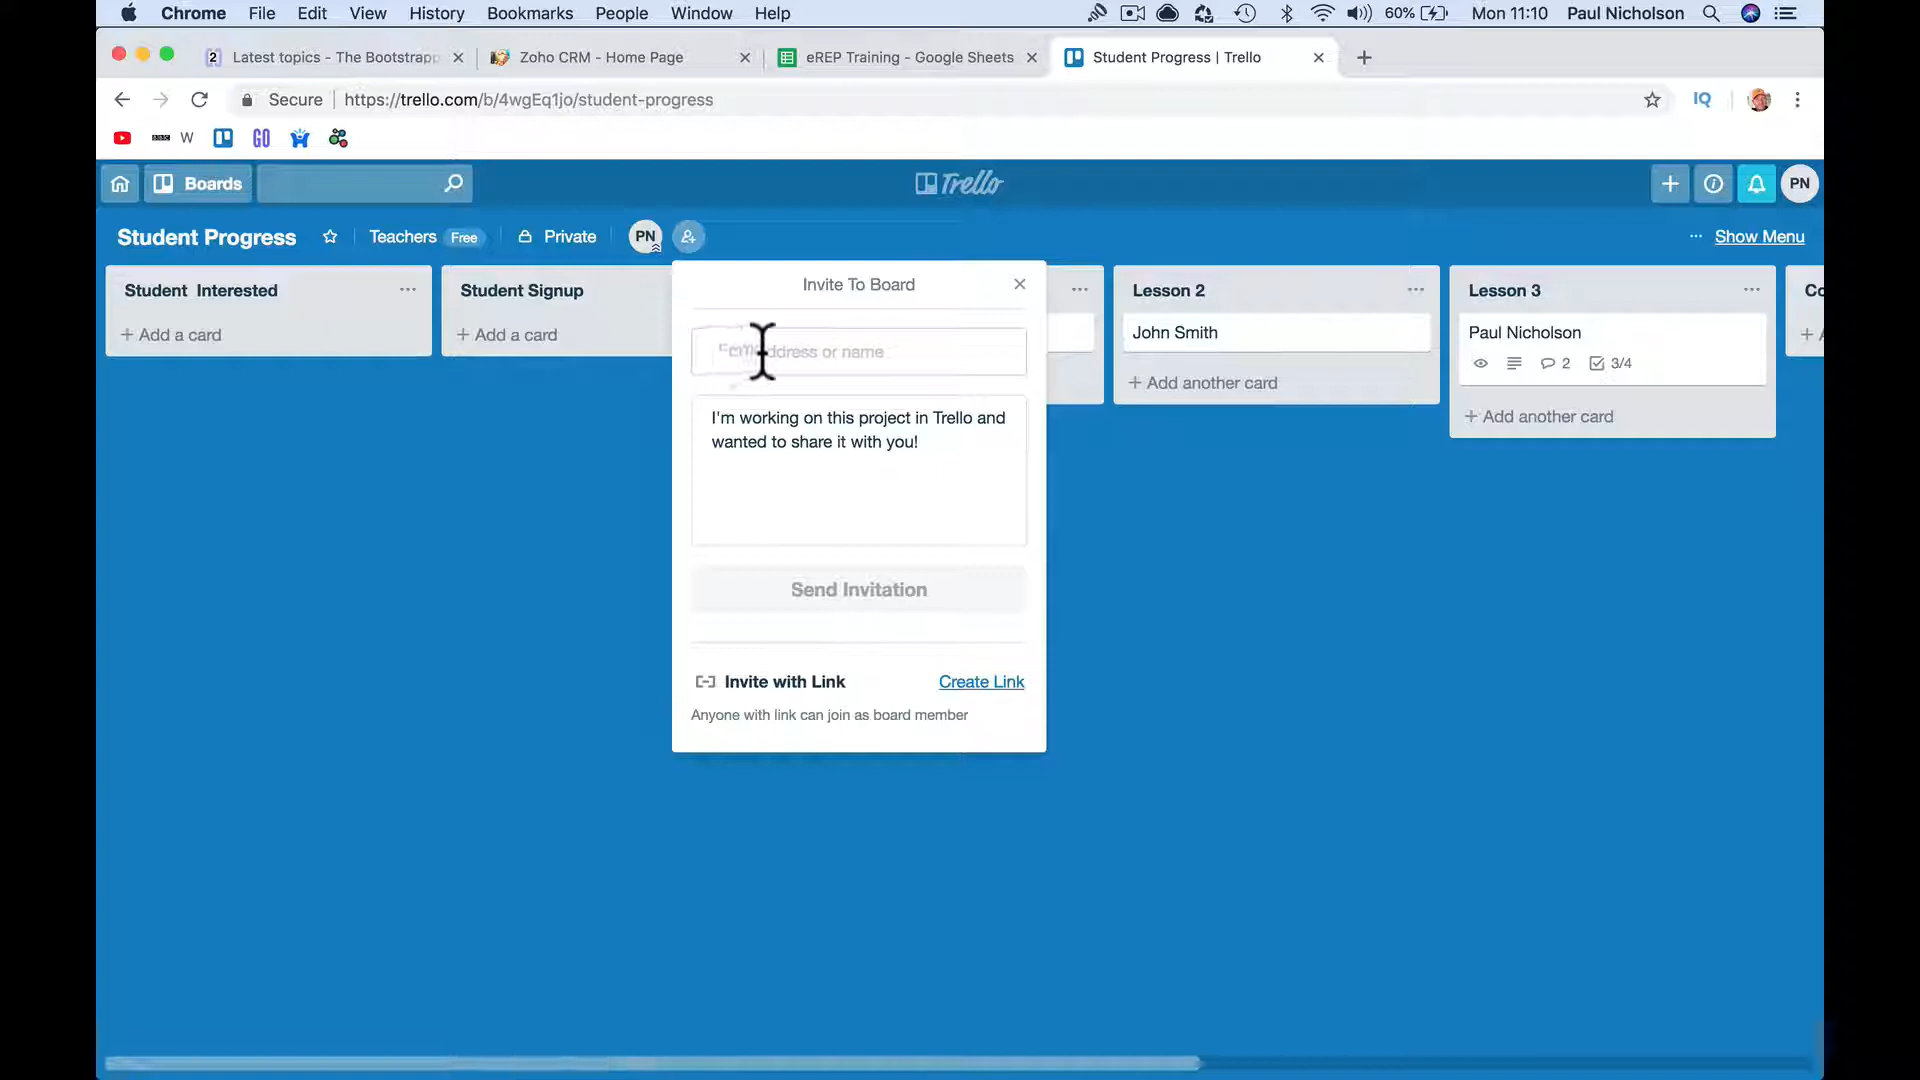 Chrome File Edit View History Bookmarks People Window Help 60% Mon 11:10 Paul Nicholson
2 Latest topics - The Bootstrapp Zoho CRM - Home Page eREP Training - Google Sheets Student Progress | Trello
Secure https://trello.com/b/4wgEq1jo/student-progress IQ
BBC W GO
Boards Trello PN
Student Progress Teachers Free Private PN Show Menu
Student Interested
+ Add a card
Student Signup
+ Add a card
Invite To Board
address or name
I'm working on this project in Trello and
wanted to share it with you!
Send Invitation
Invite with Link Create Link
Anyone with link can join as board member
Lesson 2
John Smith
+ Add another card
Lesson 3
Paul Nicholson
2 3/4
+ Add another card
Co
+